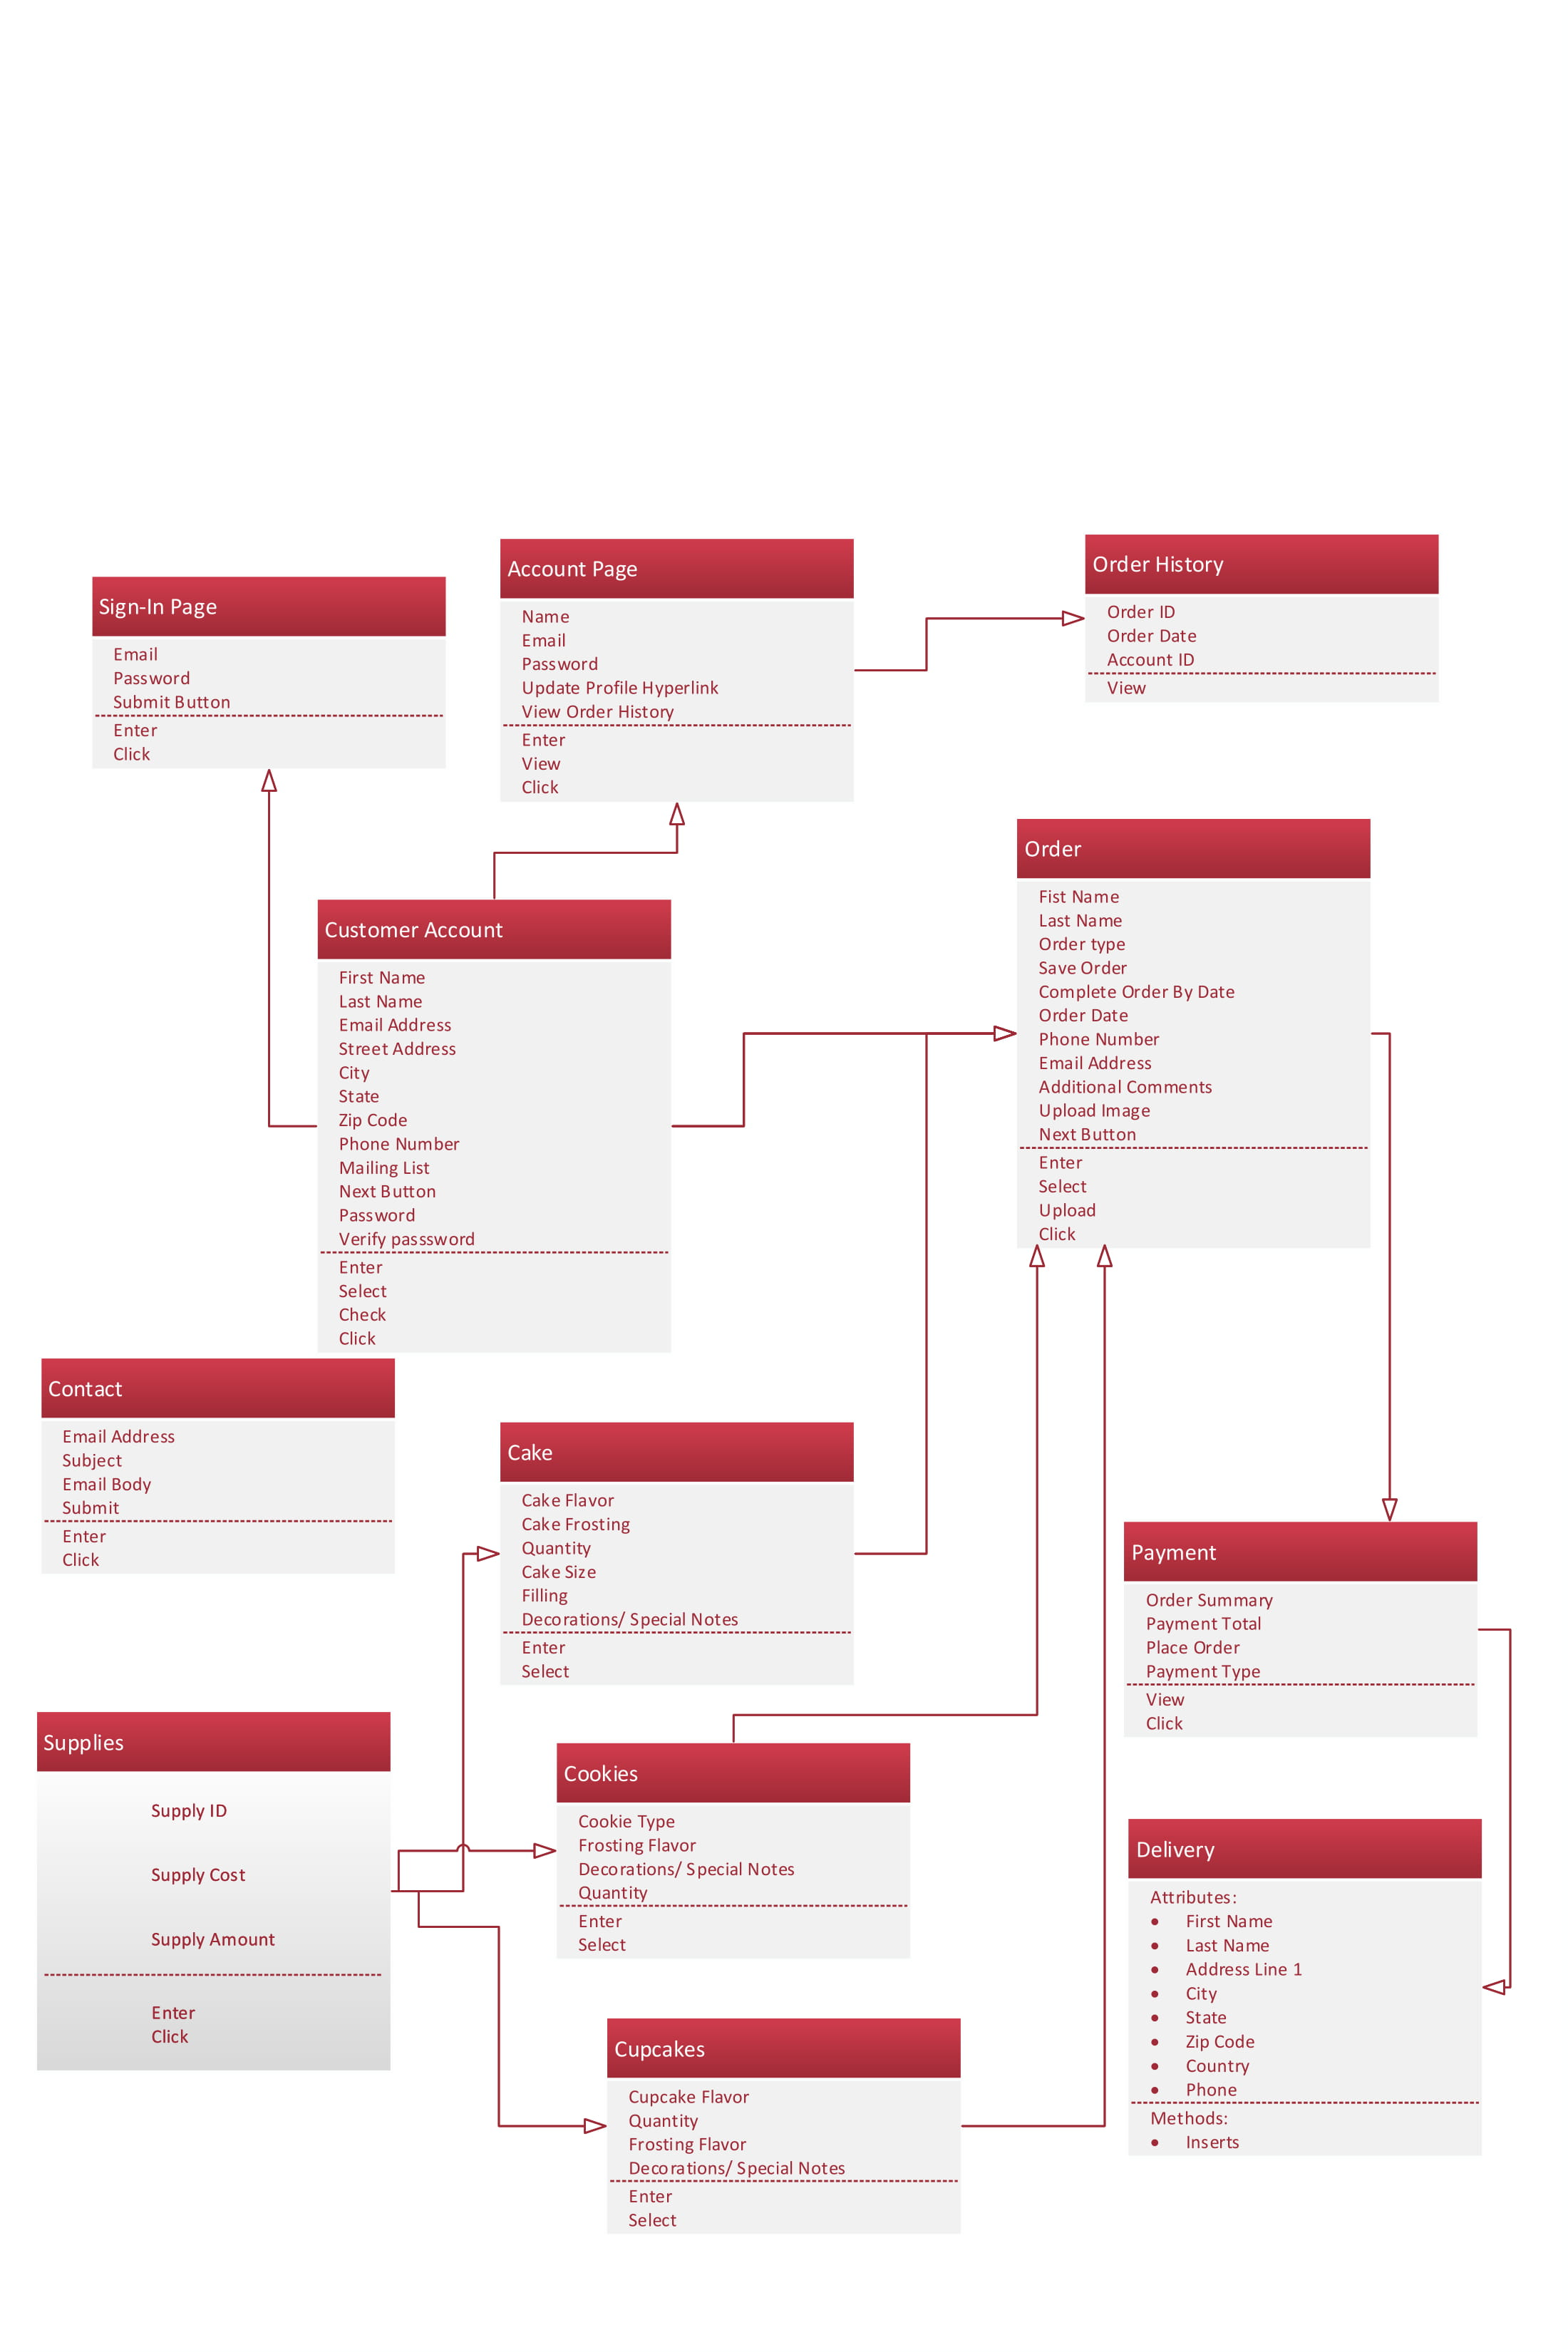 Sign-In Page
Email
Password
Submit Button
Enter
Click
Account Page
Name
Email
Password
Update Profile Hyperlink
View Order History
Enter
View
Click
Order History
Order ID
Order Date
Account ID
View
Customer Account
First Name
Last Name
Email Address
Street Address
City
State
Zip Code
Phone Number
Mailing List
Next Button
Password
Verify passsword
Enter
Select
Check
Click
Order
Fist Name
Last Name
Order type
Save Order
Complete Order By Date
Order Date
Phone Number
Email Address
Additional Comments
Upload Image
Next Button
Enter
Select
Upload
Click
Contact
Email Address
Subject
Email Body
Submit
Enter
Click
Cake
Cake Flavor
Cake Frosting
Quantity
Cake Size
Filling
Decorations/ Special Notes
Enter
Select
Payment
Order Summary
Payment Total
Place Order
Payment Type
View
Click
Supplies
Supply ID
Supply Cost
Supply Amount
Enter
Click
Cookies
Cookie Type
Frosting Flavor
Decorations/ Special Notes
Quantity
Enter
Select
Delivery
Attributes:
• First Name
• Last Name
• Address Line 1
• City
• State
• Zip Code
• Country
• Phone
Methods:
• Inserts
Cupcakes
Cupcake Flavor
Quantity
Frosting Flavor
Decorations/ Special Notes
Enter
Select